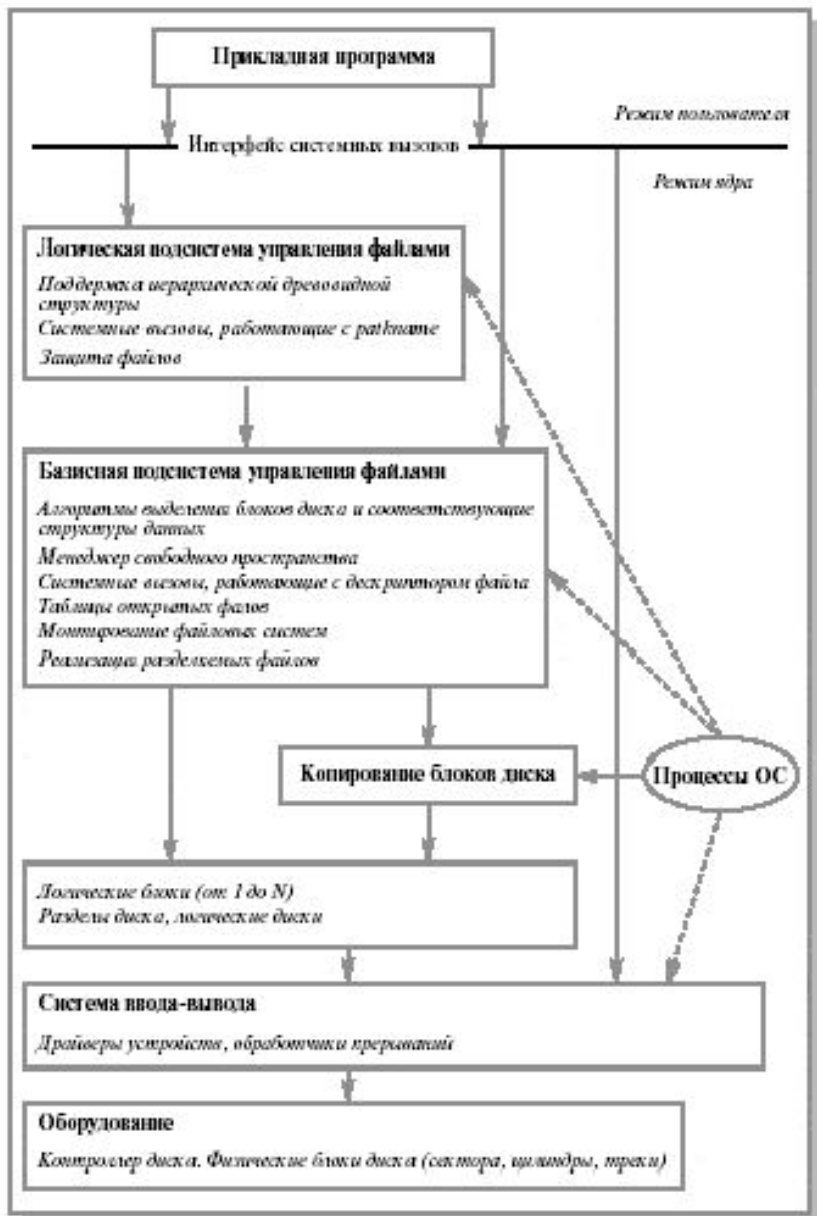 Прикладная программа
Режим пользователя
Интерфейс системных вызовов
Режим ядра
Логическая подсистема управления файлами
Поддержка иерархической древовидной
структуры
Системные вызовы, работающие с pathname
Защита файлов
Базисная подсистема управления файлами
Алгоритмы выделения блоков диска и соответствующие
структуры данных
Менеджер свободного пространства
Системные вызовы, работающие с дескриптором файла
Таблицы открытых фалов
Монтирование файловых систем
Реализация разделяемых файлов
Копирование блоков диска
Процессы ОС
Логические блоки (от 1 до N)
Разделы диска, логические диски
Система ввода-вывода
Драйверы устройств, обработчики прерываний
Оборудование
Контроллер диска. Физические блоки диска (сектора, цилиндры, треки)